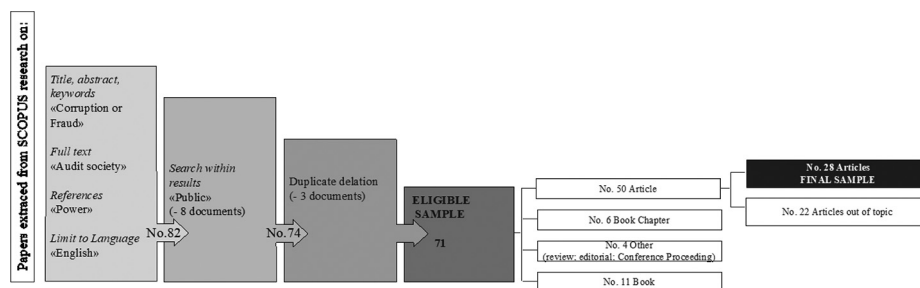 Papers extraced from SCOPUS research on:
Title, abstract,
keywords
«Corruption or
Fraud»
Full text
«Audit society»
References
«Power»
Limit to Language
«English»
No.82
Search within
results
«Public»
(- 8 documents)
No.74
Duplicate delation
(- 3 documents)
ELIGIBLE
SAMPLE
71
No. 50 Article
No. 6 Book Chapter
No. 4 Other
(review; editorial; Conference Proceeding)
No. 11 Book
No. 28 Articles
FINAL SAMPLE
No. 22 Articles out of topic